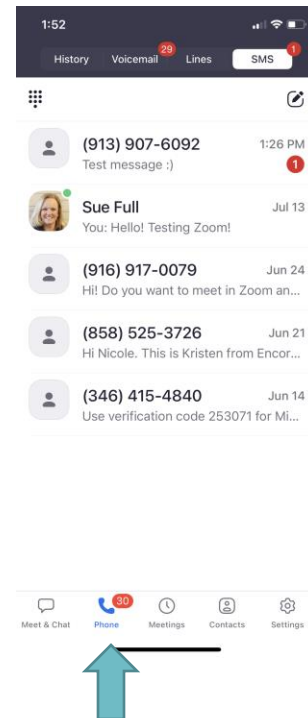 1:52
29
1
History Voicemail Lines SMS
(913) 907-6092 1:26 PM
Test message :) 1
Sue Full Jul 13
You: Hello! Testing Zoom!
(916) 917-0079 Jun 24
Hi! Do you want to meet in Zoom an...
(858) 525-3726 Jun 21
Hi Nicole. This is Kristen from Encor...
(346) 415-4840 Jun 14
Use verification code 253071 for Mi...
30
Meet & Chat Phone Meetings Contacts Settings